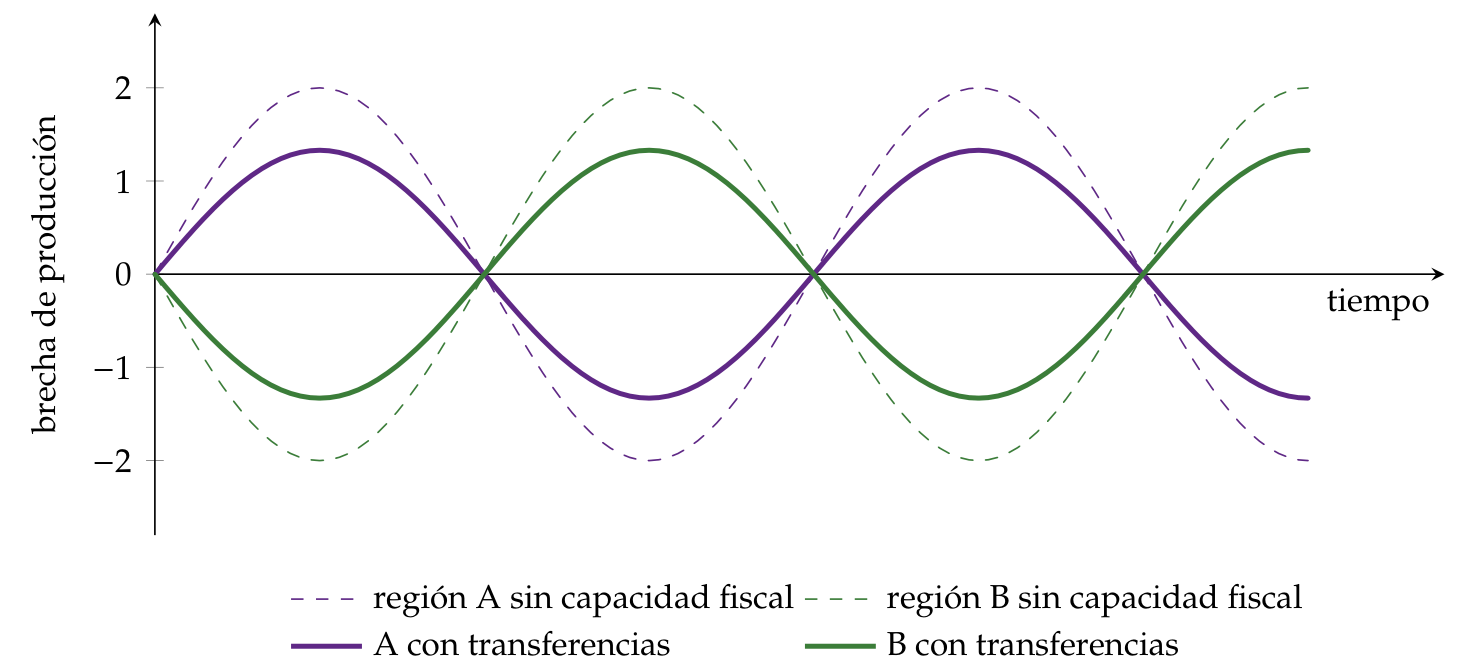 brecha de producción
2
1
0
−1
−2
tiempo
región A sin capacidad fiscal
región B sin capacidad fiscal
A con transferencias
B con transferencias